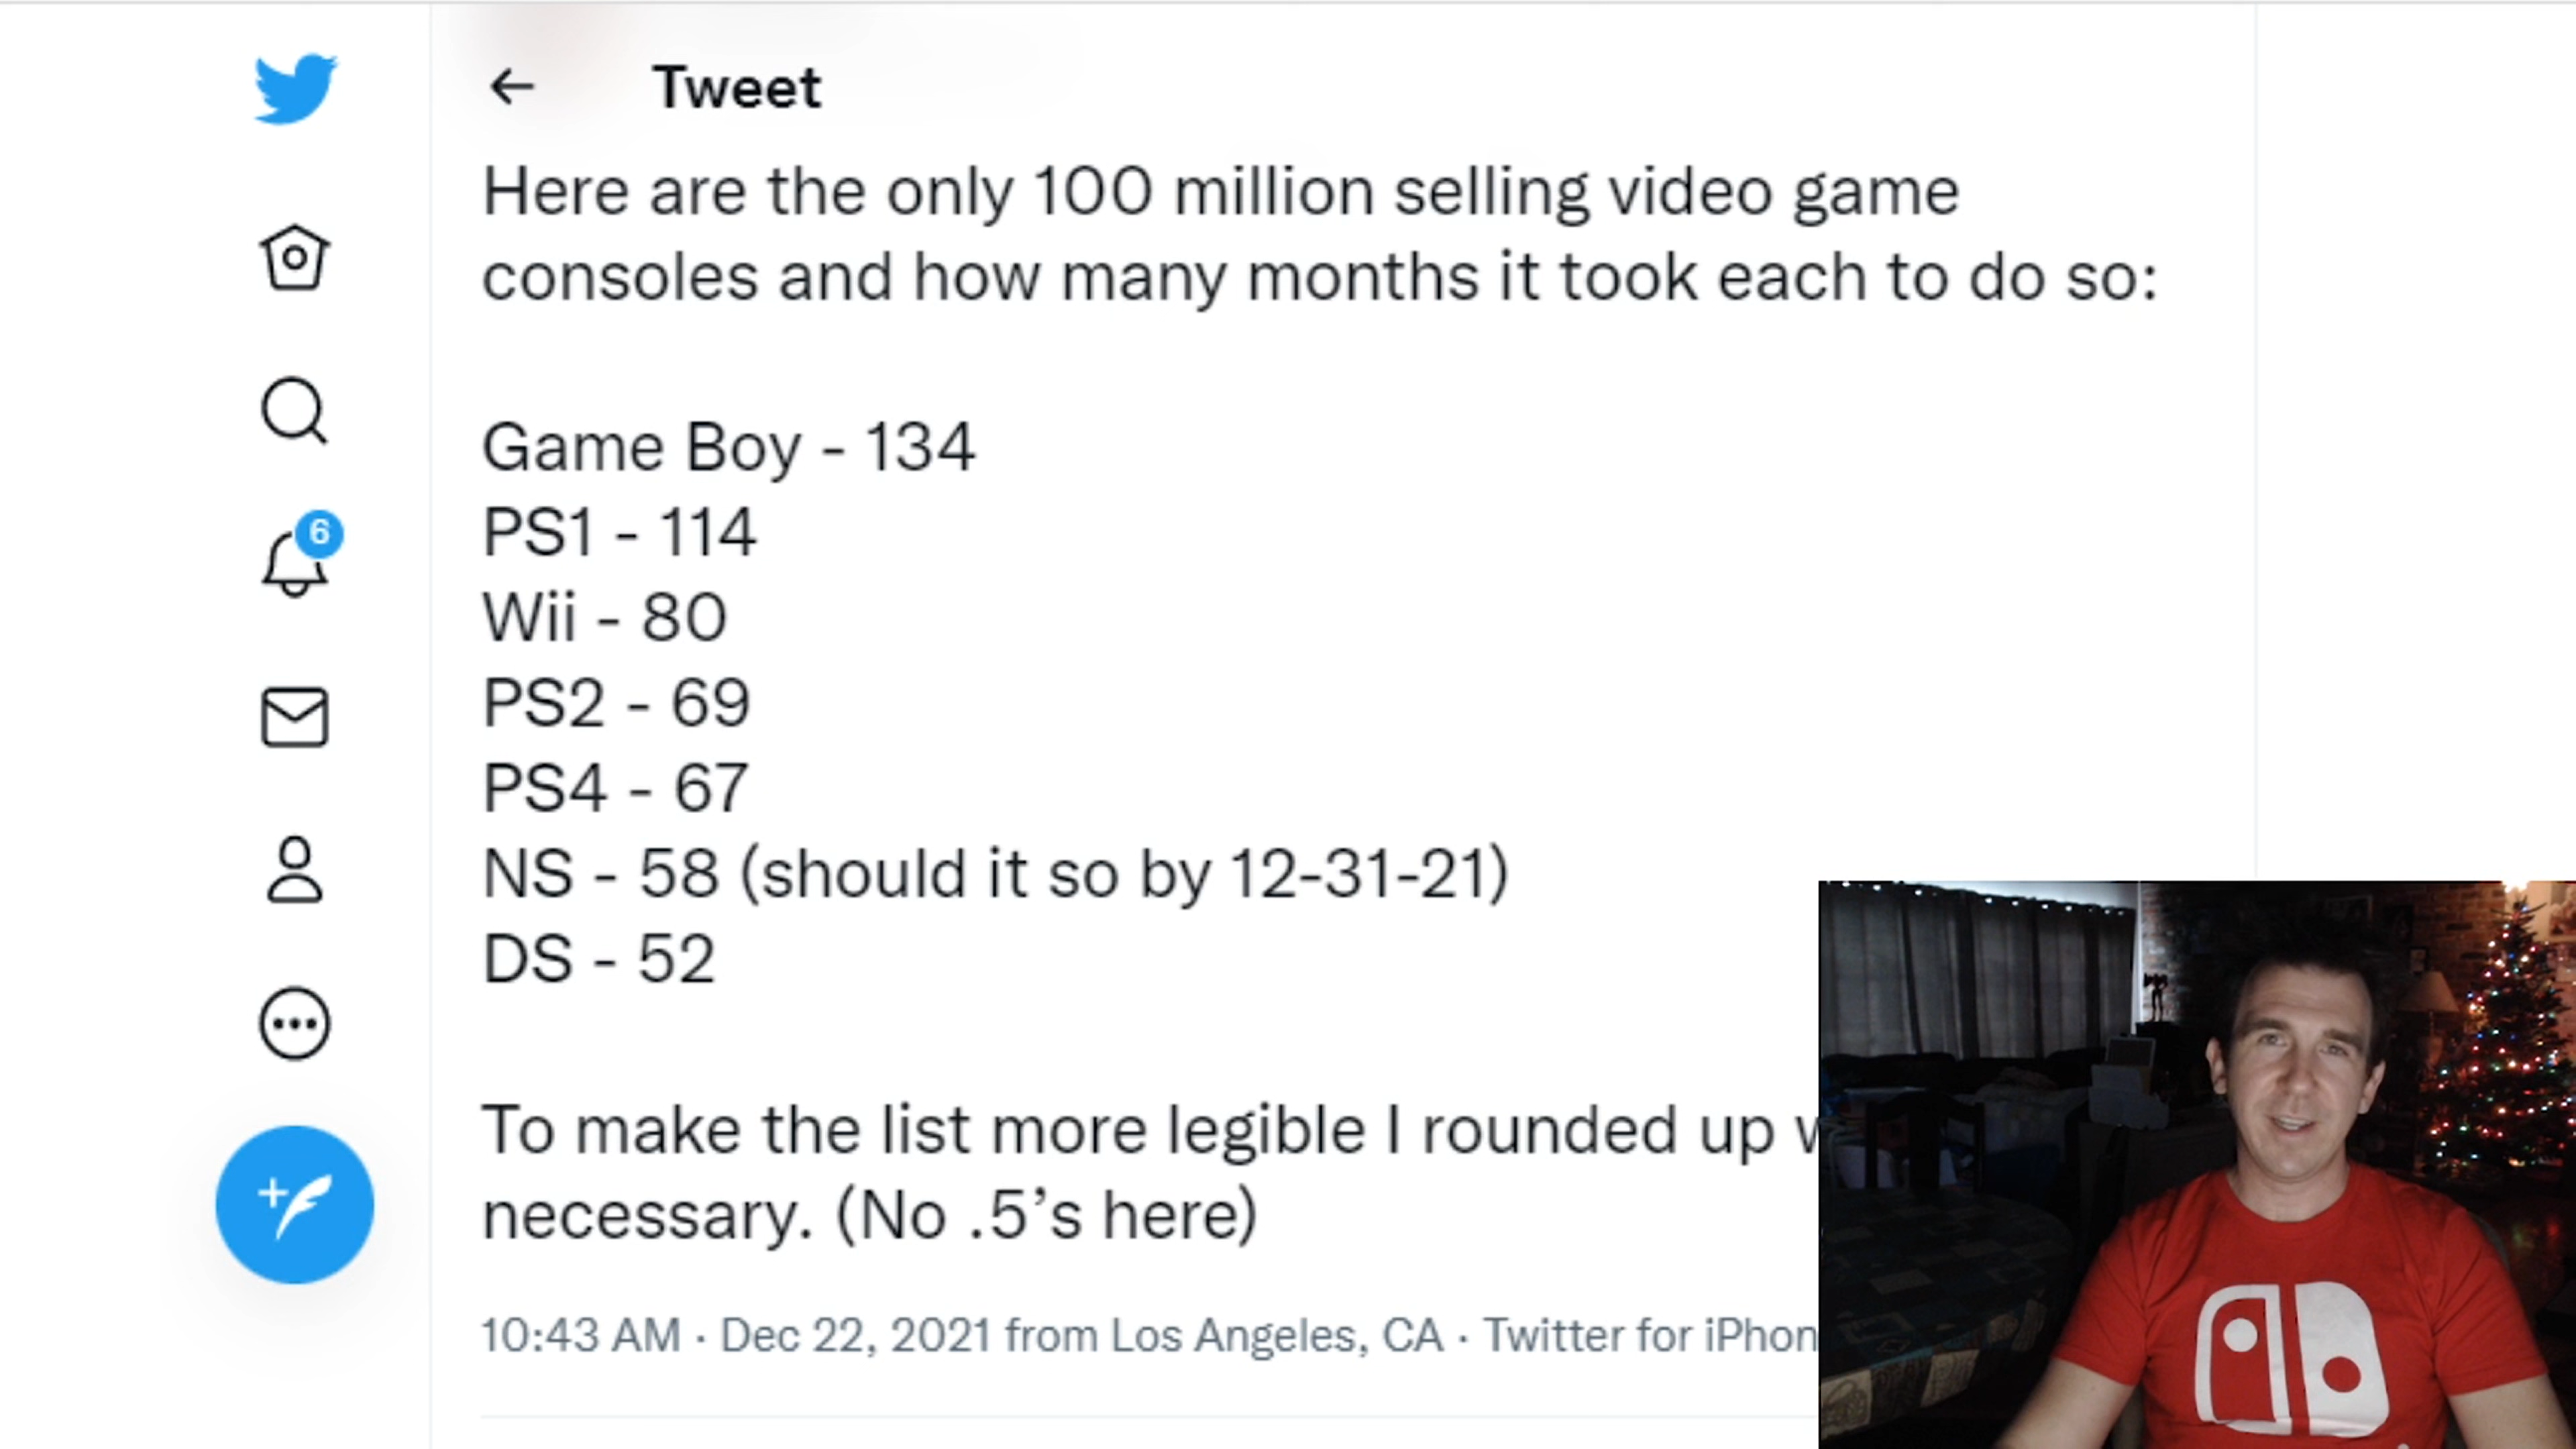 Tweet
Here are the only 100 million selling video game
consoles and how many months it took each to do so:
Game Boy - 134
PS1 - 114
Wii - 80
PS2 - 69
PS4 - 67
NS - 58 (should it so by 12-31-21)
DS - 52
To make the list more legible I rounded up
necessary. (No .5’s here)
10:43 AM · Dec 22, 2021 from Los Angeles, CA · Twitter for iPhon
6